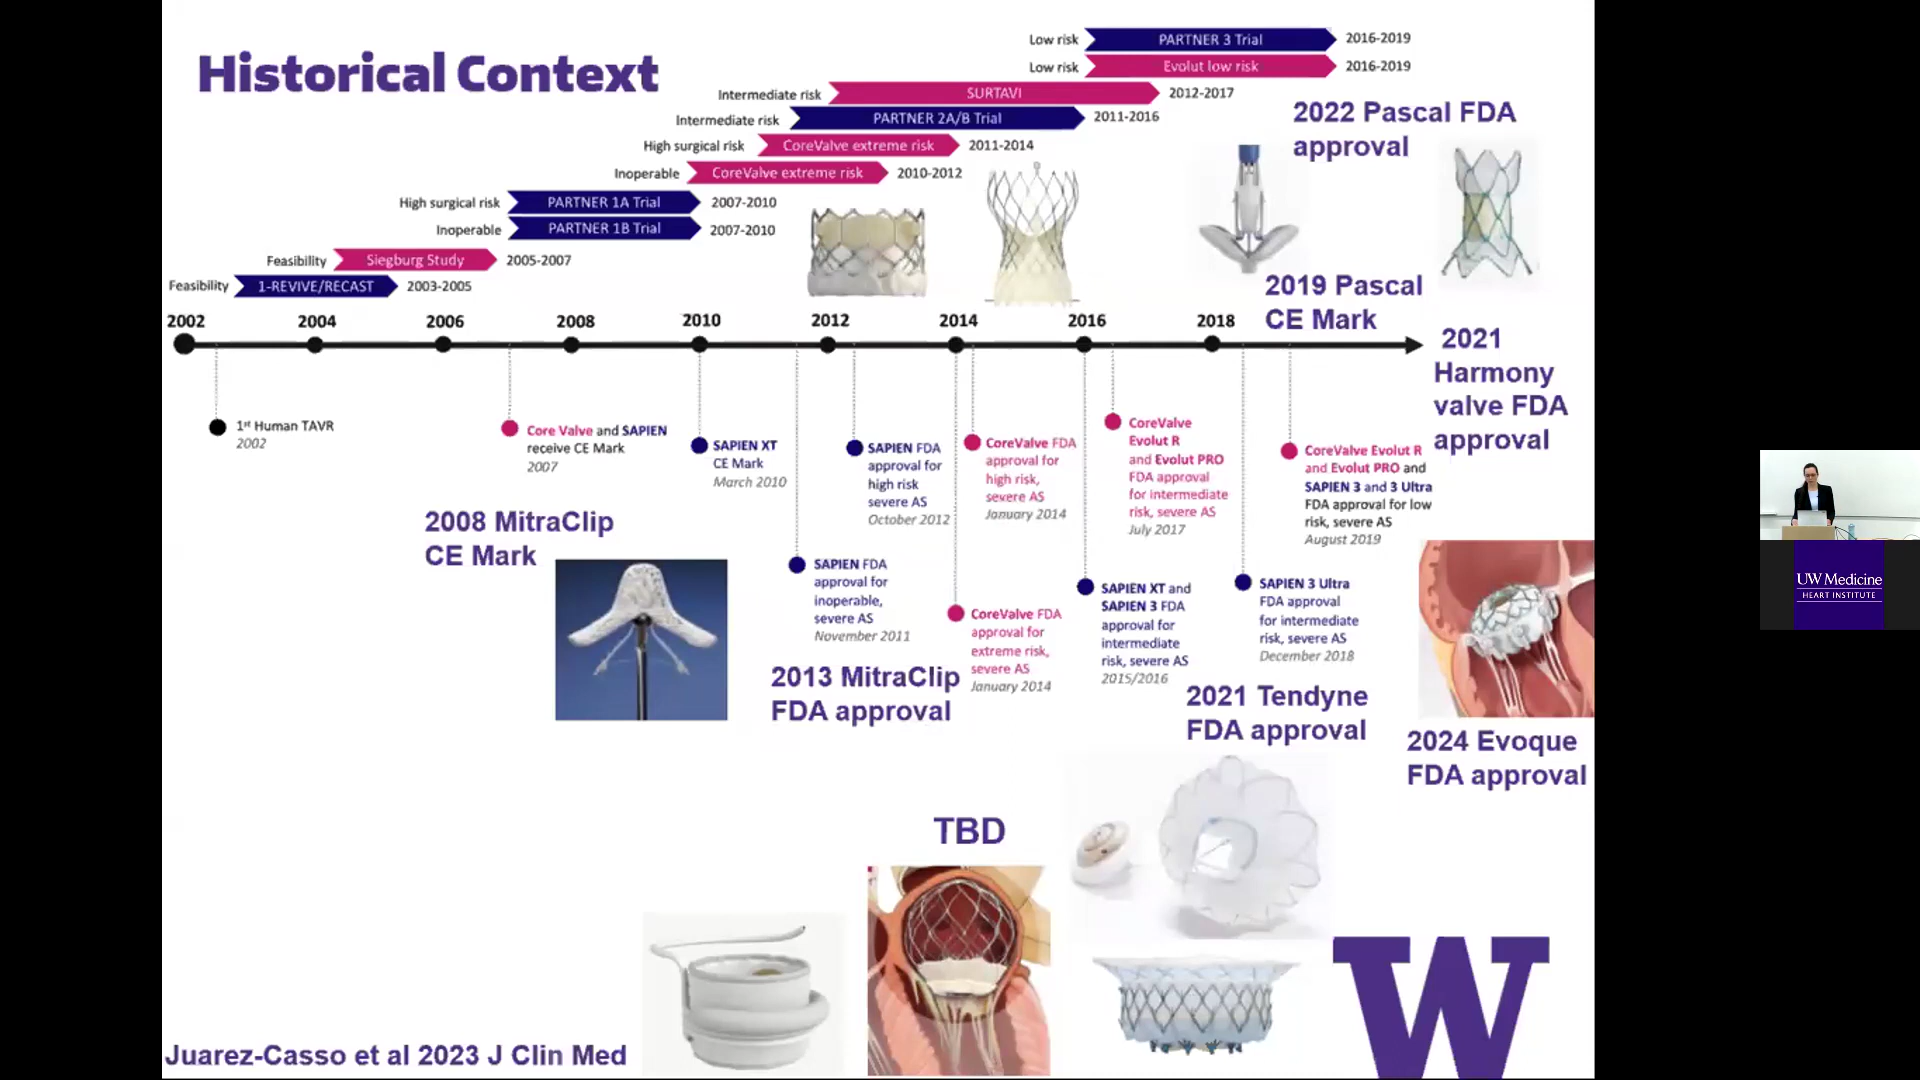 Historical Context
Low risk PARTNER 3 Trial 2016-2019
Low risk Evolut low risk 2016-2019
Intermediate risk SURTAVI 2012-2017
Intermediate risk PARTNER 2A/B Trial 2011-2016
High surgical risk CoreValve extreme risk 2011-2014
Inoperable CoreValve extreme risk 2010-2012
High surgical risk PARTNER 1A Trial 2007-2010
Inoperable PARTNER 1B Trial 2007-2010
Feasibility Siegburg Study 2005-2007
Feasibility 1-REVIVE/RECAST 2003-2005
2022 Pascal FDA
approval
2019 Pascal
CE Mark
2002 2004 2006 2008 2010 2012 2014 2016 2018
2021
Harmony
valve FDA
approval
1st Human TAVR
2002
Core Valve and SAPIEN
receive CE Mark
2007
SAPIEN XT
CE Mark
March 2010
SAPIEN FDA
approval for
high risk
severe AS
October 2012
CoreValve FDA
approval for
high risk,
severe AS
January 2014
CoreValve
Evolut R
and Evolut PRO
FDA approval
for intermediate
risk, severe AS
July 2017
CoreValve Evolut R
and Evolut PRO and
SAPIEN 3 and 3 Ultra
FDA approval for low
risk, severe AS
August 2019
2008 MitraClip
CE Mark
SAPIEN FDA
approval for
inoperable,
severe AS
November 2011
CoreValve FDA
approval for
extreme risk,
severe AS
January 2014
SAPIEN XT and
SAPIEN 3 FDA
approval for
intermediate
risk, severe AS
2015/2016
SAPIEN 3 Ultra
FDA approval
for intermediate
risk, severe AS
December 2018
2013 MitraClip
FDA approval
2021 Tendyne
FDA approval
2024 Evoque
FDA approval
TBD
Juarez-Casso et al 2023 J Clin Med
W
UW Medicine
HEART INSTITUTE